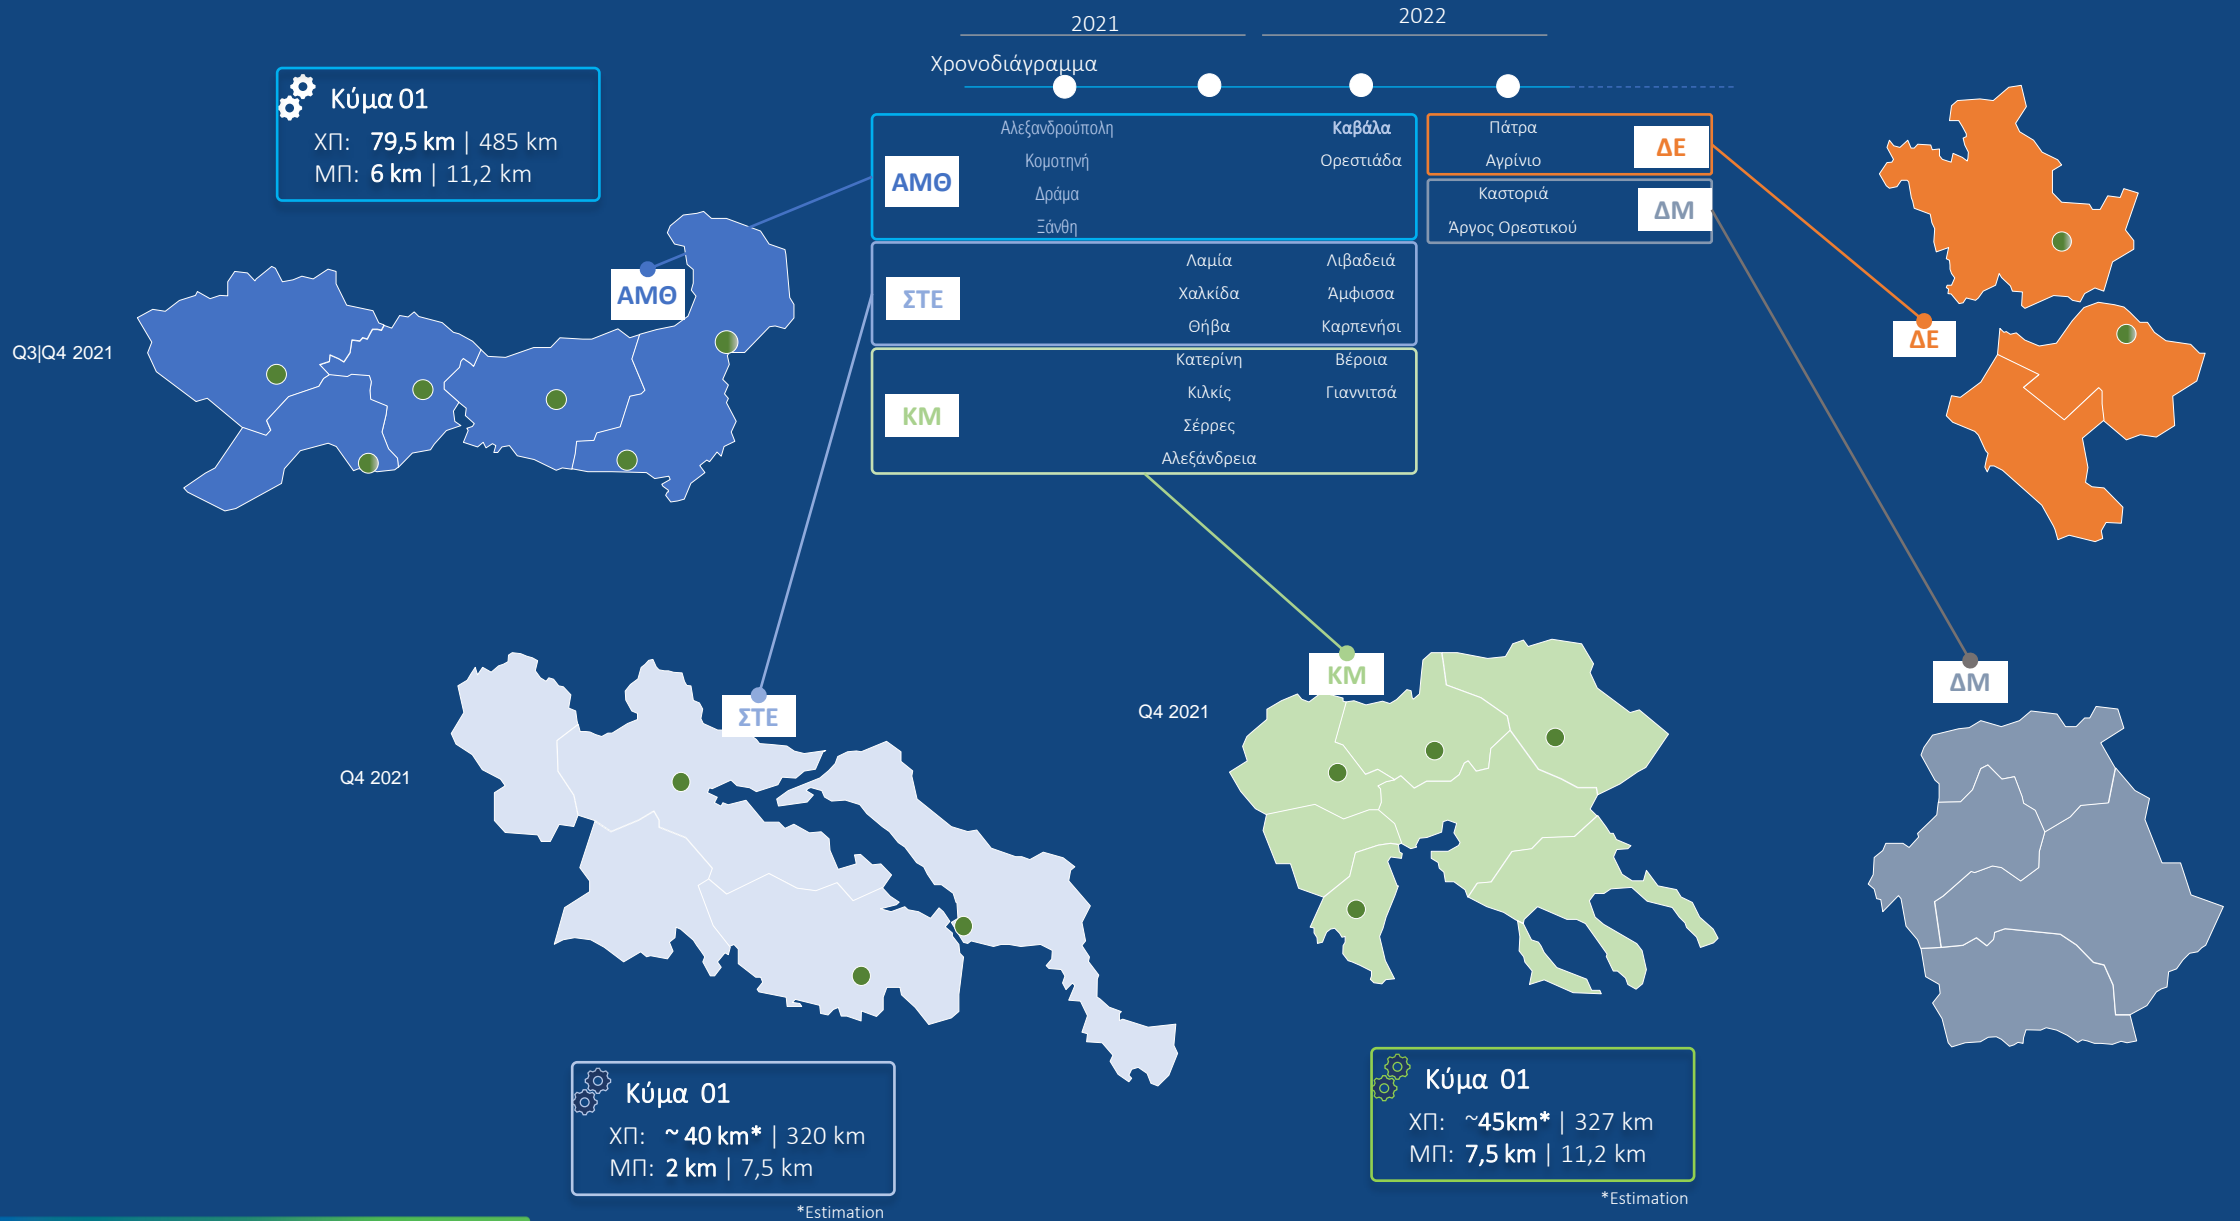 2021
2022
Χρονοδιάγραμμα
Κύμα 01
ΧΠ: 79,5 km | 485 km
ΜΠ: 6 km | 11,2 km
ΑΜΘ
Αλεξανδρούπολη
Κομοτηνή
Δράμα
Ξάνθη
Καβάλα
Ορεστιάδα
Πάτρα
Αγρίνιο
ΔΕ
Καστοριά
Άργος Ορεστικού
ΔΜ
ΣΤΕ
Λαμία
Χαλκίδα
Θήβα
Λιβαδειά
Άμφισσα
Καρπενήσι
ΚΜ
Κατερίνη
Κιλκίς
Σέρρες
Αλεξάνδρεια
Βέροια
Γιαννιτσά
ΑΜΘ
Q3|Q4 2021
ΔΕ
ΣΤΕ
Q4 2021
ΚΜ
Q4 2021
ΔΜ
Κύμα 01
ΧΠ: ~ 40 km* | 320 km
ΜΠ: 2 km | 7,5 km
*Estimation
Κύμα 01
ΧΠ: ~45km* | 327 km
ΜΠ: 7,5 km | 11,2 km
*Estimation